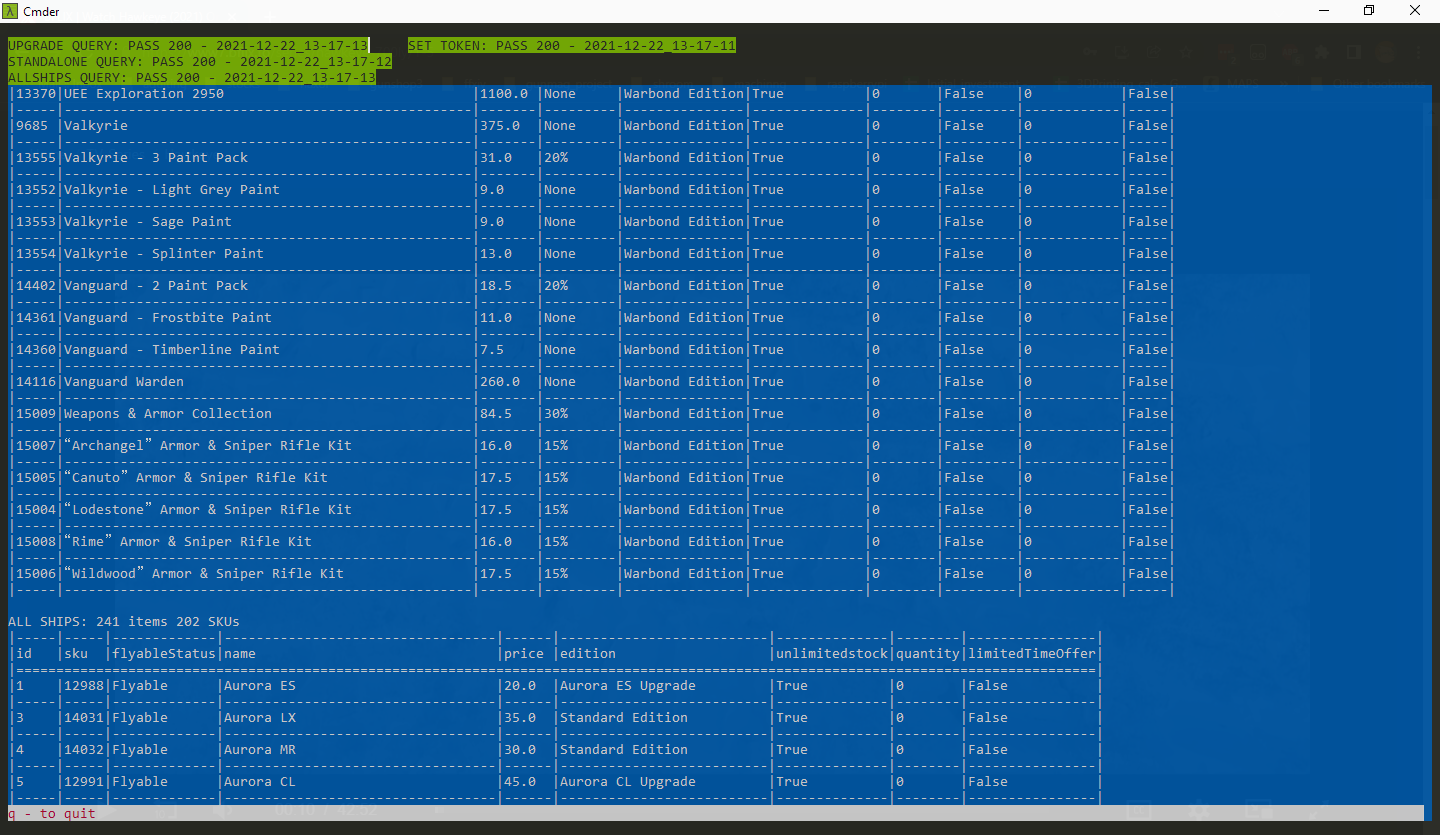 Cmder
UPGRADE QUERY: PASS 200 - 2021-12-22_13-17-13 SET TOKEN: PASS 200 - 2021-12-22_13-17-11
STANDALONE QUERY: PASS 200 - 2021-12-22_13-17-12
ALLSHIPS QUERY: PASS 200 - 2021-12-22_13-17-13
|13370|UEE Exploration 2950 |1100.0 |None |Warbond Edition|True |0 |False |0 |False|
|9685 |Valkyrie |375.0 |None |Warbond Edition|True |0 |False |0 |False|
|13555|Valkyrie - 3 Paint Pack |31.0 |20% |Warbond Edition|True |0 |False |0 |False|
|13552|Valkyrie - Light Grey Paint |9.0 |None |Warbond Edition|True |0 |False |0 |False|
|13553|Valkyrie - Sage Paint |9.0 |None |Warbond Edition|True |0 |False |0 |False|
|13554|Valkyrie - Splinter Paint |13.0 |None |Warbond Edition|True |0 |False |0 |False|
|14402|Vanguard - 2 Paint Pack |18.5 |20% |Warbond Edition|True |0 |False |0 |False|
|14361|Vanguard - Frostbite Paint |11.0 |None |Warbond Edition|True |0 |False |0 |False|
|14360|Vanguard - Timberline Paint |7.5 |None |Warbond Edition|True |0 |False |0 |False|
|14116|Vanguard Warden |260.0 |None |Warbond Edition|True |0 |False |0 |False|
|15009|Weapons & Armor Collection |84.5 |30% |Warbond Edition|True |0 |False |0 |False|
|15007|“Archangel” Armor & Sniper Rifle Kit |16.0 |15% |Warbond Edition|True |0 |False |0 |False|
|15005|“Canuto” Armor & Sniper Rifle Kit |17.5 |15% |Warbond Edition|True |0 |False |0 |False|
|15004|“Lodestone” Armor & Sniper Rifle Kit |17.5 |15% |Warbond Edition|True |0 |False |0 |False|
|15008|“Rime” Armor & Sniper Rifle Kit |16.0 |15% |Warbond Edition|True |0 |False |0 |False|
|15006|“Wildwood” Armor & Sniper Rifle Kit |17.5 |15% |Warbond Edition|True |0 |False |0 |False|
ALL SHIPS: 241 items 202 SKUs
|id |sku |flyableStatus|name |price |edition |unlimitedstock|quantity|limitedTimeOffer|
|1 |12988|Flyable |Aurora ES |20.0 |Aurora ES Upgrade |True |0 |False |
|3 |14031|Flyable |Aurora LX |35.0 |Standard Edition |True |0 |False |
|4 |14032|Flyable |Aurora MR |30.0 |Standard Edition |True |0 |False |
|5 |12991|Flyable |Aurora CL |45.0 |Aurora CL Upgrade |True |0 |False |
q - to quit